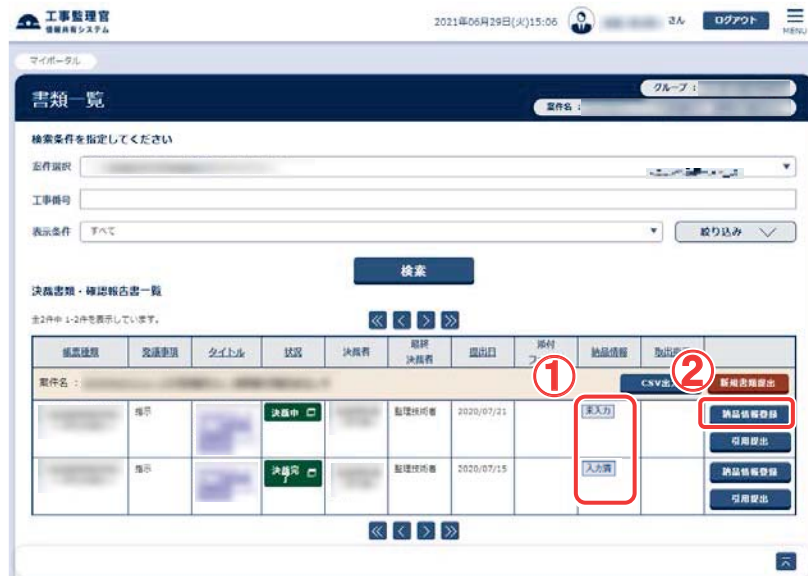 工事監理官
情報共有システム
2021年06月29日(火)15:06
さん
ログアウト
MENU
マイポータル
書類一覧
グループ：
案件名：
検索条件を指定してください
案件選択
工事番号
表示条件 すべて
絞り込み
検索
決裁書類・確認報告書一覧
全2件中 1-2件を表示しています。
帳票種類 発議事項 タイトル 状況 決裁者 最終決裁者 提出日 添付 納品情報
① ②
案件名： CSV出 新規書類提出
指示 決裁中 監理技術者 2020/07/21 未入力 納品情報登録
引用提出
指示 決裁完了 監理技術者 2020/07/15 入力済 納品情報登録
引用提出